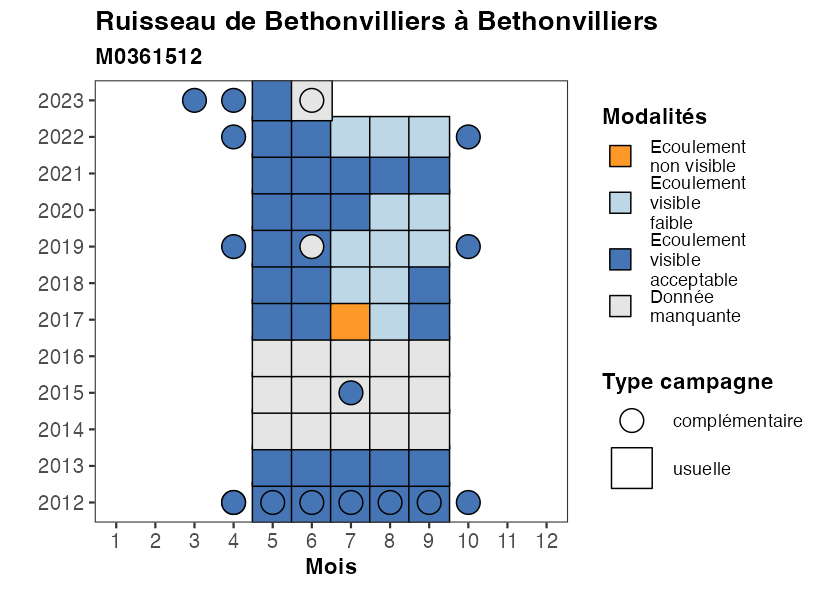 Ruisseau de Bethonvilliers à Bethonvilliers
M0361512
2023
2022
2021
2020
2019
2018
2017
2016
2015
2014
2013
2012
1 2 3 4 5 6 7 8 9 10 11 12
Mois
Modalités
Ecoulement
non visible
Ecoulement
visible
faible
Ecoulement
visible
acceptable
Donnée
manquante
Type campagne
complémentaire
usuelle